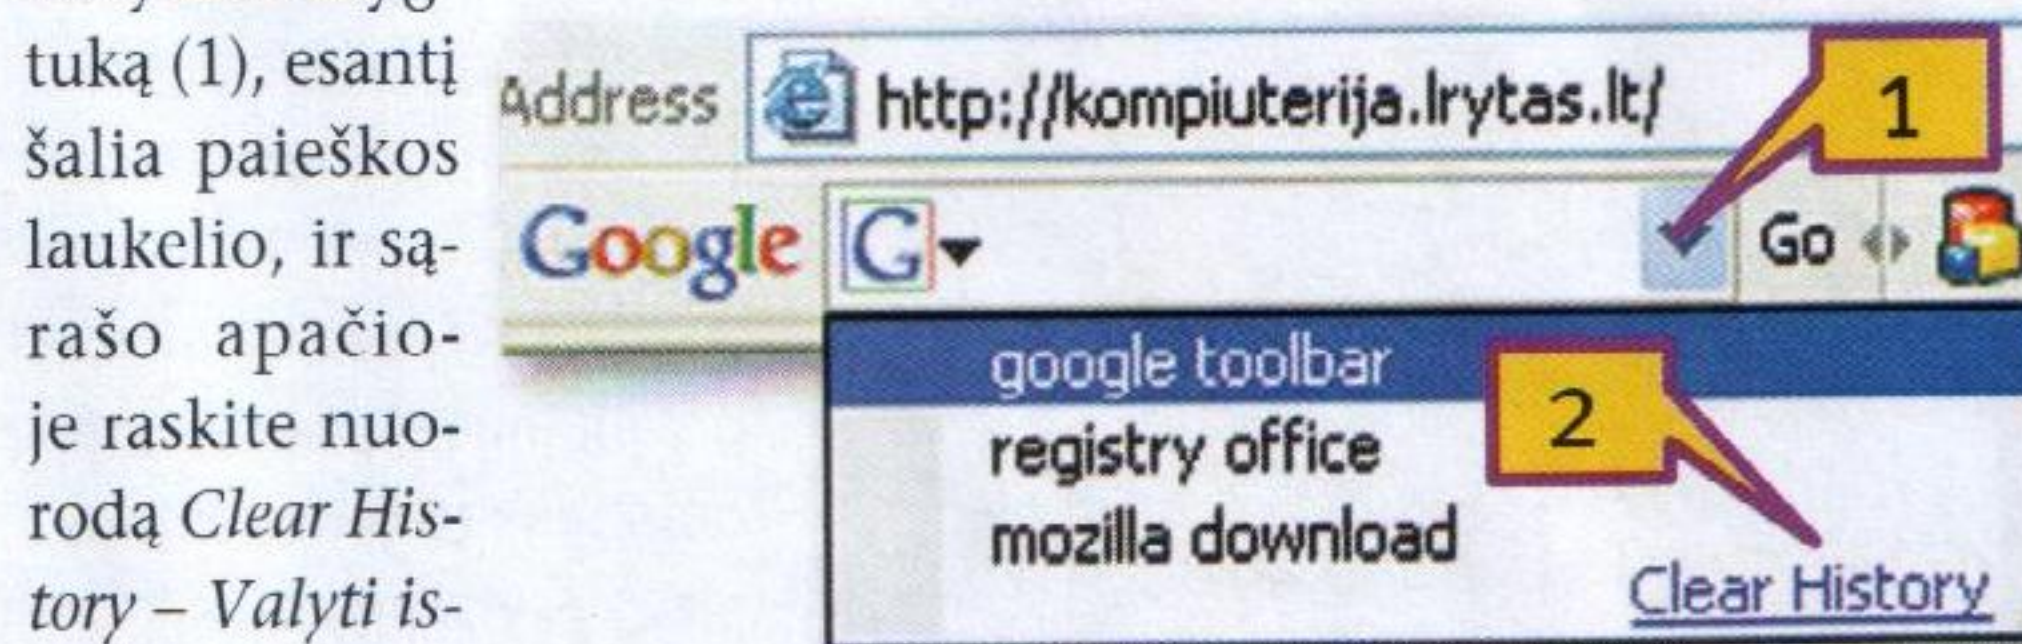 tuką (1), esantį
šalia paieškos
laukelio, ir są-
rašo apačio-
je raskite nuo-
rodą Clear His-
tory – Valyti is-
Address http://kompiuterija.lrytas.lt/
1
Google G Go
google toolbar
2
registry office
mozilla download
Clear History